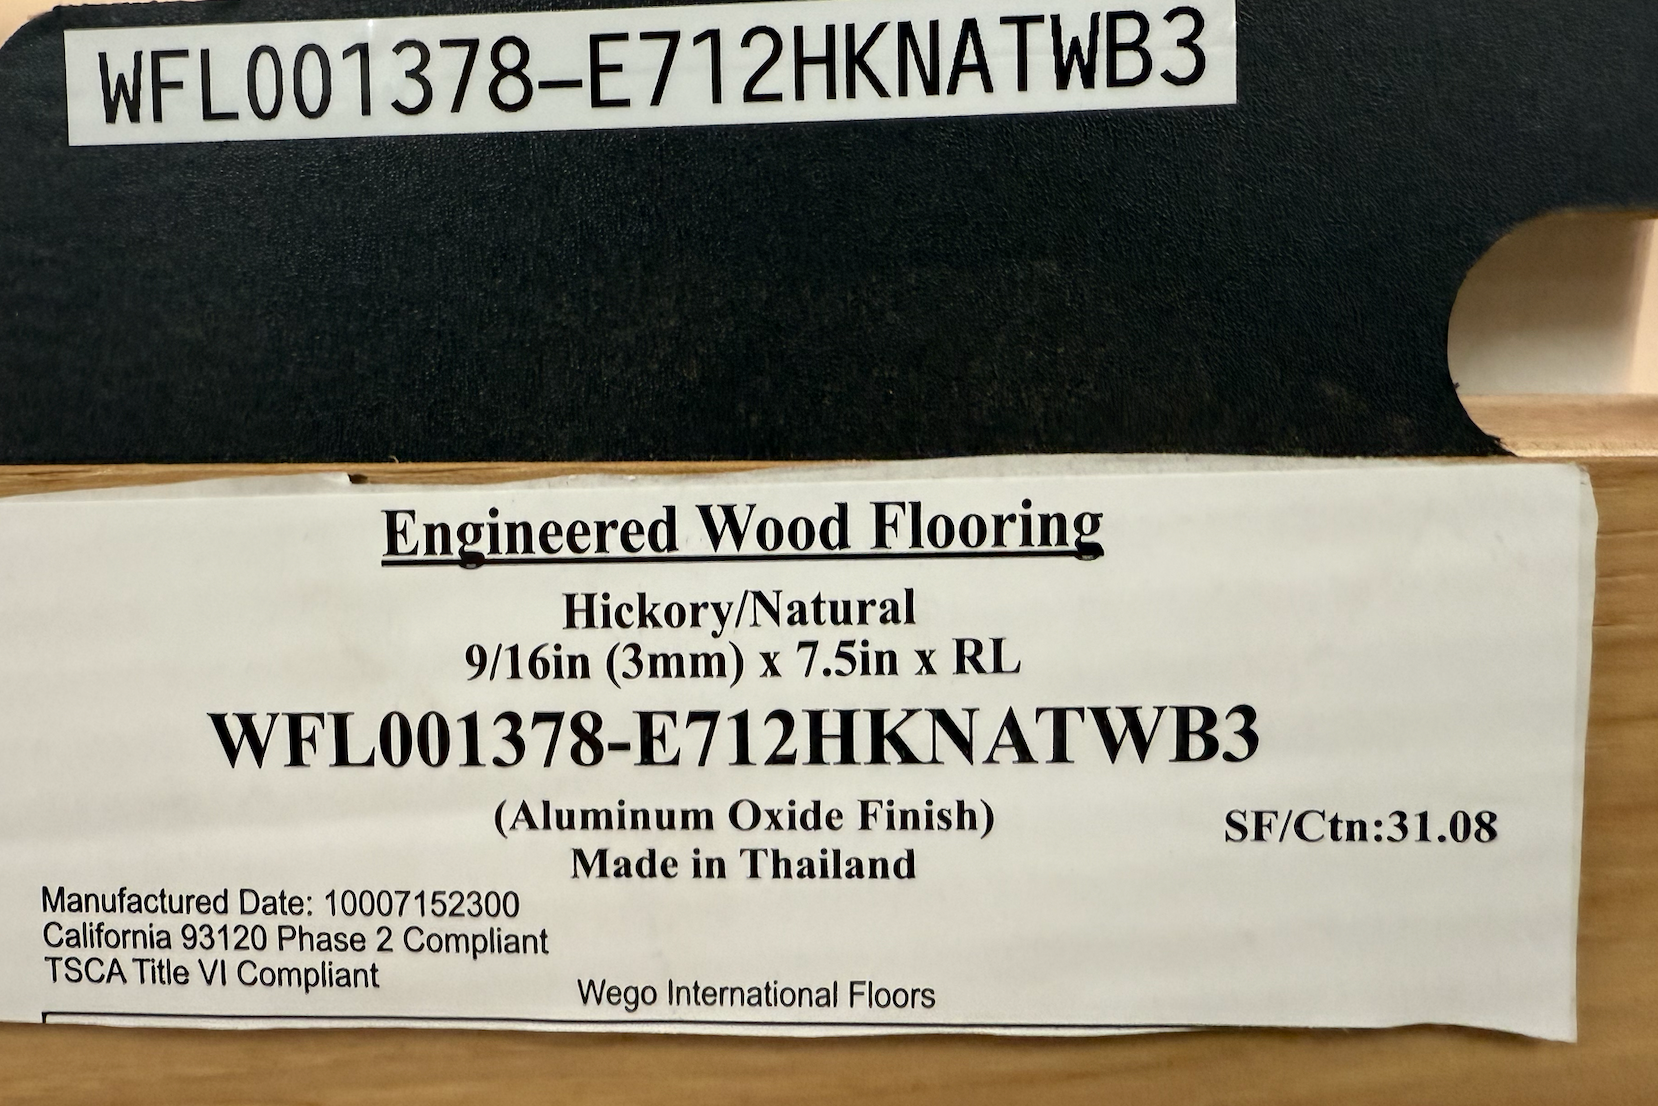 WFL001378-E712HKNATWB3
Engineered Wood Flooring
Hickory/Natural
9/16in (3mm) x 7.5in x RL
WFL001378-E712HKNATWB3
(Aluminum Oxide Finish)
SF/Ctn:31.08
Made in Thailand
Manufactured Date: 10007152300
California 93120 Phase 2 Compliant
TSCA Title VI Compliant
Wego International Floors